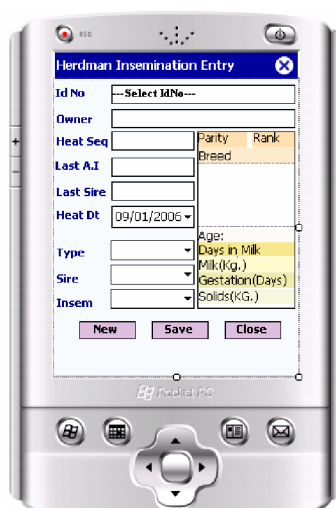 REC
Herdman Insemination Entry
Id No ---Select IdNo---
Owner
Heat Seq Parity Rank
Breed
Last A.I
Last Sire
Heat Dt 09/01/2006
Age:
Type Days in Milk
Milk(Kg.)
Sire Gestation(Days)
Insem Solids(KG.)
New Save Close
Pocket PC